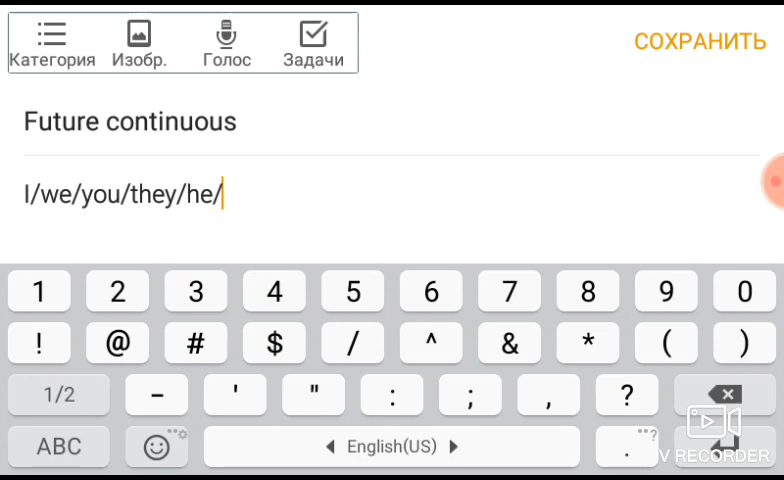 Категория Изобр. Голос Задачи
СОХРАНИТЬ
Future continuous
I/we/you/they/he/
1 2 3 4 5 6 7 8 9 0
! @ # $ / ^ & * ( )
1/2 - ' " : ; , ?
ABC English(US) .
V RECORDER